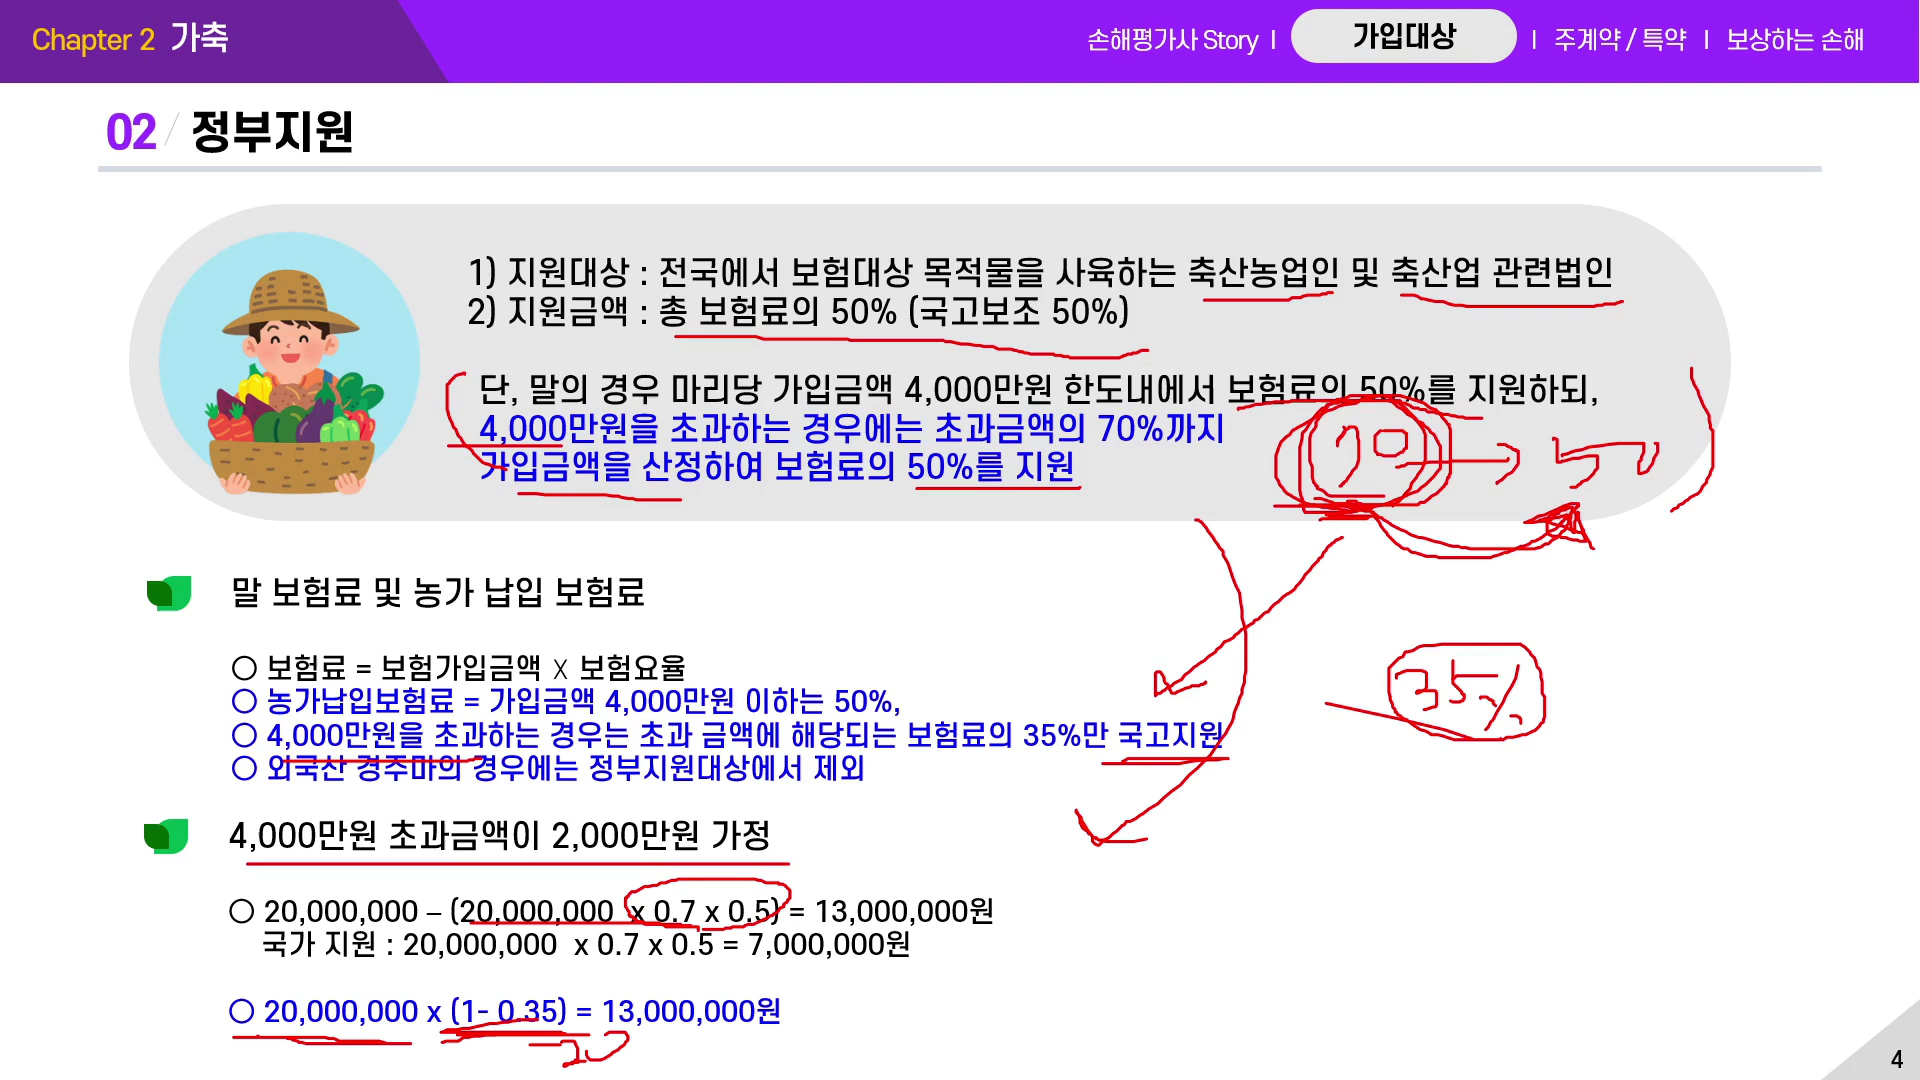 Chapter 2 가축
손해평가사 Story | 가입대상 | 주계약 / 특약 | 보상하는 손해
02 / 정부지원
1) 지원대상 : 전국에서 보험대상 목적물을 사육하는 축산농업인 및 축산업 관련법인
2) 지원금액 : 총 보험료의 50% (국고보조 50%)
단, 말의 경우 마리당 가입금액 4,000만원 한도내에서 보험료의 50%를 지원하되,
4,000만원을 초과하는 경우에는 초과금액의 70%까지
가입금액을 산정하여 보험료의 50%를 지원
70 → 50
말 보험료 및 농가 납입 보험료
○ 보험료 = 보험가입금액 X 보험요율
○ 농가납입보험료 = 가입금액 4,000만원 이하는 50%,
○ 4,000만원을 초과하는 경우는 초과 금액에 해당되는 보험료의 35%만 국고지원
○ 외국산 경주마의 경우에는 정부지원대상에서 제외
35%
4,000만원 초과금액이 2,000만원 가정
○ 20,000,000 – (20,000,000 x 0.7 x 0.5) = 13,000,000원
국가 지원 : 20,000,000 x 0.7 x 0.5 = 7,000,000원
○ 20,000,000 x (1- 0.35) = 13,000,000원
4